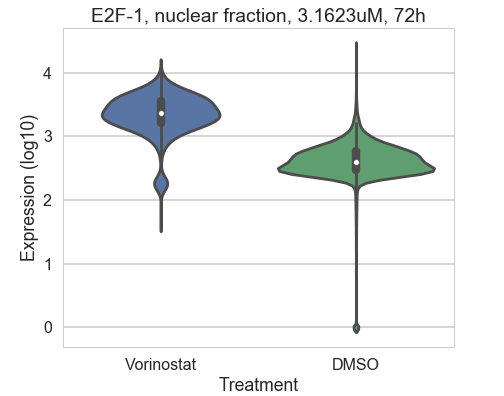 E2F-1, nuclear fraction, 3.1623uM, 72h
Expression (log10)
4
3
2
1
0
Vorinostat
DMSO
Treatment